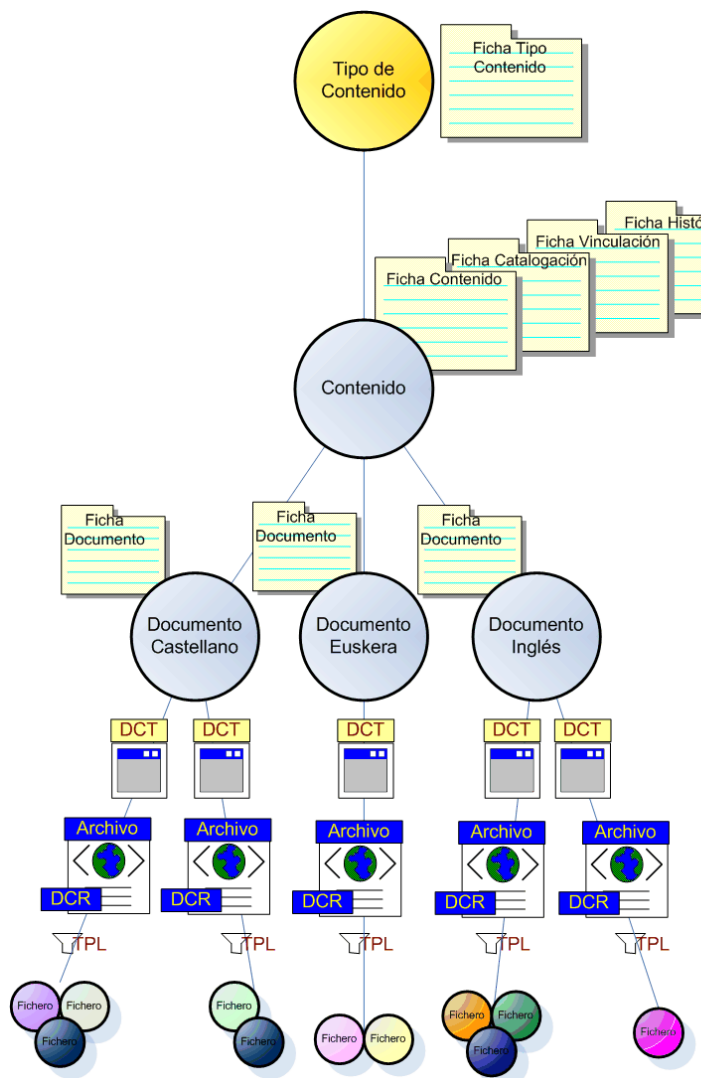 Tipo de
Contenido
Ficha Tipo
Contenido
Ficha Histó
Ficha Vinculación
Ficha Catalogación
Ficha Contenido
Contenido
Ficha
Documento
Ficha
Documento
Ficha
Documento
Documento
Castellano
Documento
Euskera
Documento
Inglés
DCT
DCT
DCT
DCT
DCT
Archivo
Archivo
Archivo
Archivo
Archivo
DCR
DCR
DCR
DCR
DCR
TPL
TPL
TPL
TPL
TPL
Fichero
Fichero
Fichero
Fichero
Fichero
Fichero
Fichero
Fichero
Fichero
Fichero
Fichero